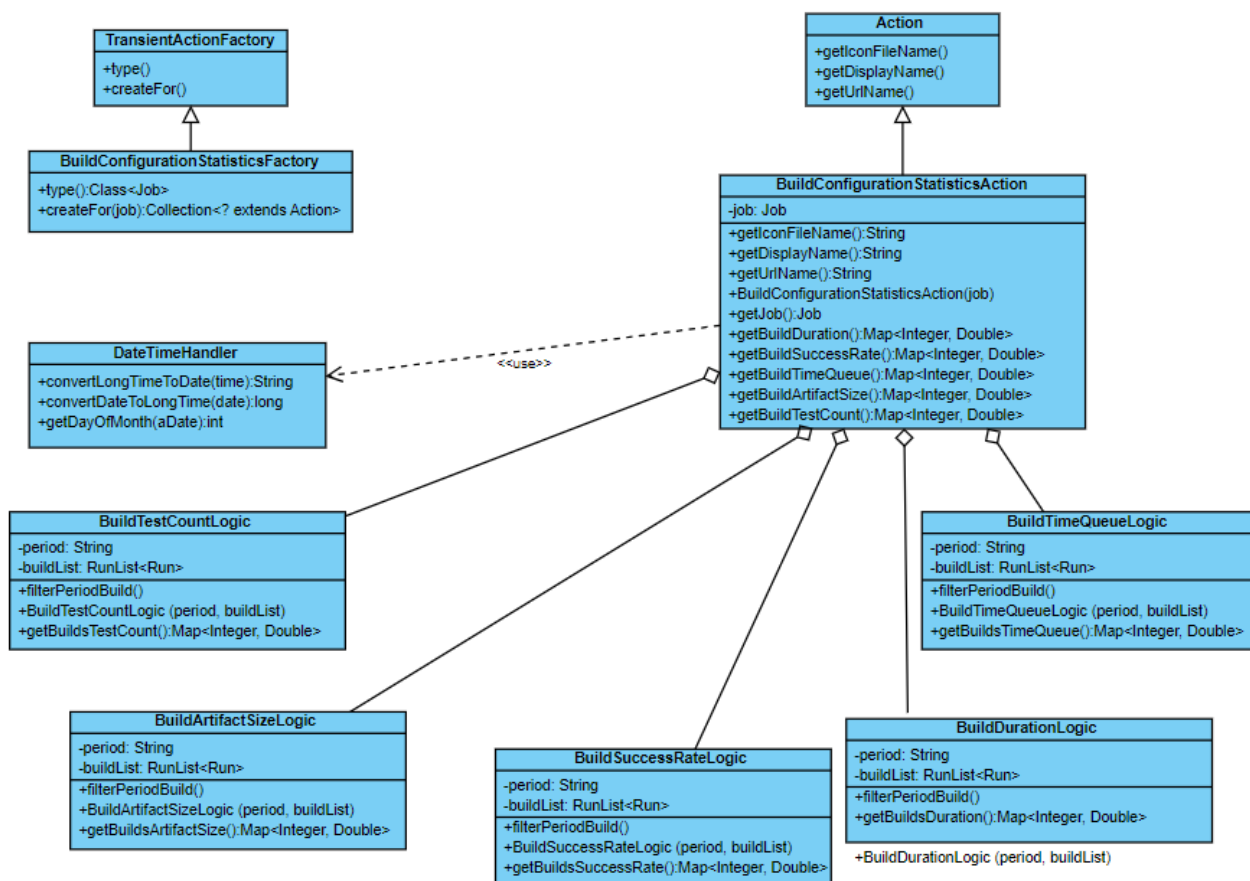 TransientActionFactory
+type()
+createFor()
Action
+getIconFileName()
+getDisplayName()
+getUrlName()
BuildConfigurationStatisticsFactory
+type():Class<Job>
+createFor(job):Collection<? extends Action>
BuildConfigurationStatisticsAction
-job: Job
+getIconFileName():String
+getDisplayName():String
+getUrlName():String
+BuildConfigurationStatisticsAction(job)
+getJob():Job
+getBuildDuration():Map<Integer, Double>
+getBuildSuccessRate():Map<Integer, Double>
+getBuildTimeQueue():Map<Integer, Double>
+getBuildArtifactSize():Map<Integer, Double>
+getBuildTestCount():Map<Integer, Double>
DateTimeHandler
+convertLongTimeToDate(time):String
+convertDateToLongTime(date):long
+getDayOfMonth(aDate):int
<<use>>
BuildTestCountLogic
-period: String
-buildList: RunList<Run>
+filterPeriodBuild()
+BuildTestCountLogic (period, buildList)
+getBuildsTestCount():Map<Integer, Double>
BuildTimeQueueLogic
-period: String
-buildList: RunList<Run>
+filterPeriodBuild()
+BuildTimeQueueLogic (period, buildList)
+getBuildsTimeQueue():Map<Integer, Double>
BuildArtifactSizeLogic
-period: String
-buildList: RunList<Run>
+filterPeriodBuild()
+BuildArtifactSizeLogic (period, buildList)
+getBuildsArtifactSize():Map<Integer, Double>
BuildSuccessRateLogic
-period: String
-buildList: RunList<Run>
+filterPeriodBuild()
+BuildSuccessRateLogic (period, buildList)
+getBuildsSuccessRate():Map<Integer, Double>
BuildDurationLogic
-period: String
-buildList: RunList<Run>
+filterPeriodBuild()
+getBuildsDuration():Map<Integer, Double>
+BuildDurationLogic (period, buildList)